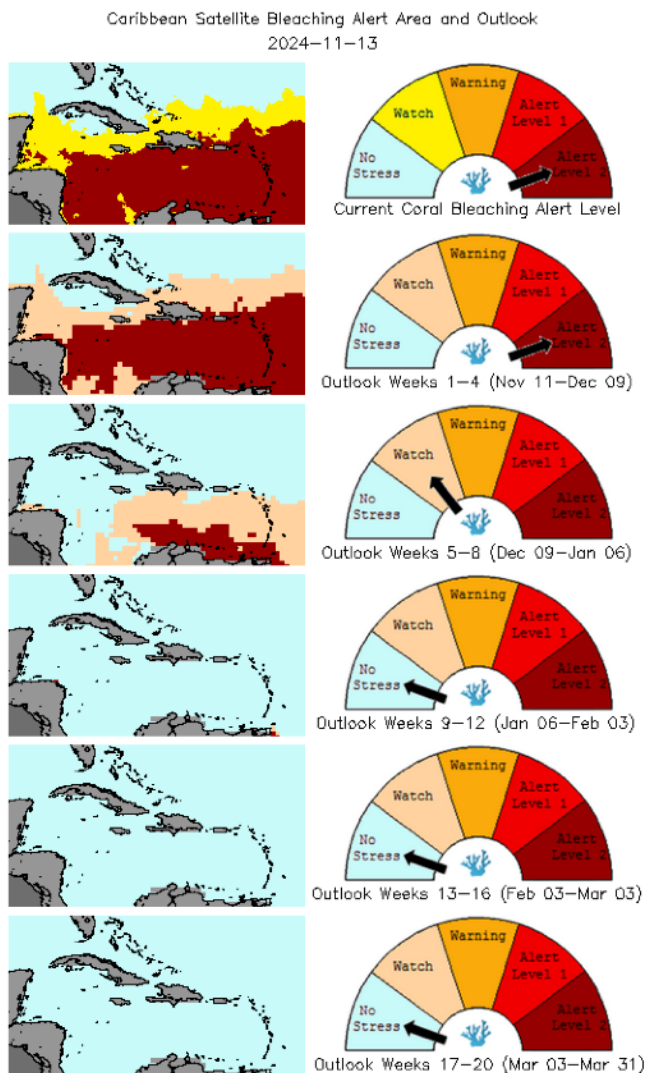 Caribbean Satellite Bleaching Alert Area and Outlook
2024-11-13
Warning
Watch
Alert
Level 1
No
Stress
Alert
Level 2
Current Coral Bleaching Alert Level
Warning
Watch
Alert
Level 1
No
Stress
Alert
Level 2
Outlook Weeks 1-4 (Nov 11-Dec 09)
Warning
Watch
Alert
Level 1
No
Stress
Alert
Level 2
Outlook Weeks 5-8 (Dec 09-Jan 06)
Warning
Watch
Alert
Level 1
No
Stress
Alert
Level 2
Outlook Weeks 9-12 (Jan 06-Feb 03)
Warning
Watch
Alert
Level 1
No
Stress
Alert
Level 2
Outlook Weeks 13-16 (Feb 03-Mar 03)
Warning
Watch
Alert
Level 1
No
Stress
Alert
Level 2
Outlook Weeks 17-20 (Mar 03-Mar 31)